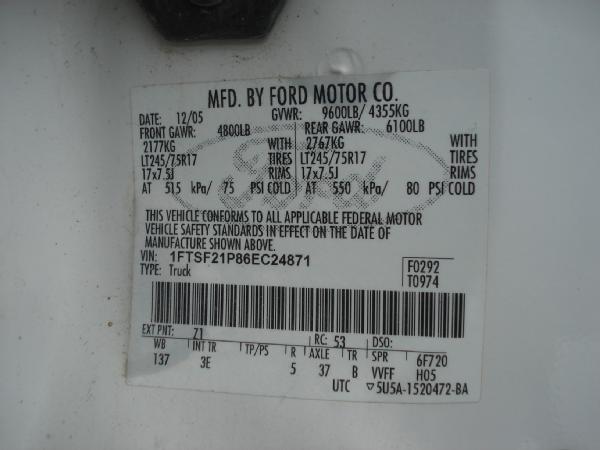 MFD. BY FORD MOTOR CO.
DATE: 12/05 GVWR: 9600LB/ 4355KG
FRONT GAWR: 4800LB REAR GAWR: 6100LB
2177KG WITH 2767KG WITH
LT245/75R17 TIRES LT245/75R17 TIRES
17x7.5J RIMS 17x7.5J RIMS
AT 515 kPa/ 75 PSI COLD AT 550 kPa/ 80 PSI COLD
Ford
THIS VEHICLE CONFORMS TO ALL APPLICABLE FEDERAL MOTOR
VEHICLE SAFETY STANDARDS IN EFFECT ON THE DATE OF
MANUFACTURE SHOWN ABOVE.
VIN: 1FTSF21P86EC24871 F0292
TYPE: Truck T0974
EXT PNT: Z1 RC: 53 DSO:
WB INT TR TP/PS R AXLE TR SPR 6F720
137 3E 5 37 B VVFF H05
UTC ▽5U5A-1520472-BA